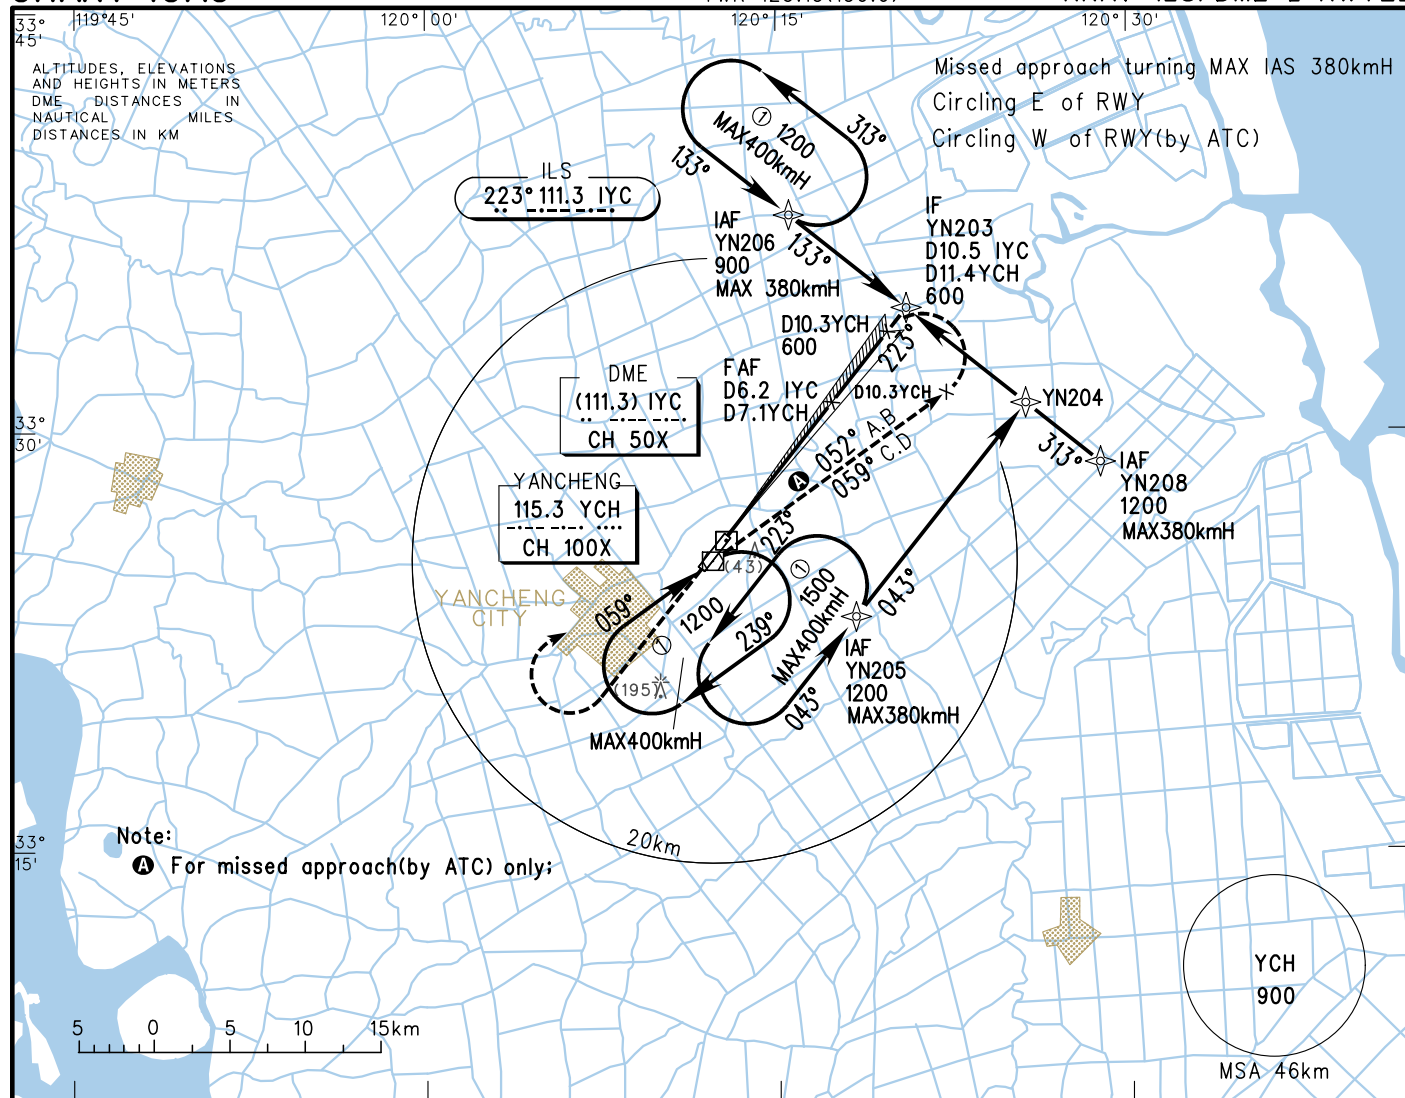 119°45'
120°00'
120°15'
120°30'
33°
45'
ALTITUDES, ELEVATIONS
AND HEIGHTS IN METERS
DME DISTANCES IN
NAUTICAL MILES
DISTANCES IN KM
Missed approach turning MAX IAS 380kmH
Circling E of RWY
Circling W of RWY(by ATC)
① 1200
MAX400kmH
313°
133°
ILS
223° 111.3 IYC
IAF
YN206
900
MAX 380kmH
133°
IF
YN203
D10.5 IYC
D11.4YCH
600
D10.3YCH
600
223°
DME
(111.3) IYC
CH 50X
FAF
D6.2 IYC
D7.1YCH
D10.3YCH
YN204
33°
30'
052° A.B
059° C.D
A
313°
IAF
YN208
1200
MAX380kmH
YANCHENG
115.3 YCH
CH 100X
223°
(43)
①
1500
MAX400kmH
YANCHENG
CITY
059°
1200
①
239°
043°
IAF
YN205
1200
MAX380kmH
(195)
043°
MAX400kmH
20km
33°
15'
Note:
A For missed approach(by ATC) only;
YCH
900
MSA 46km
5 0 5 10 15km